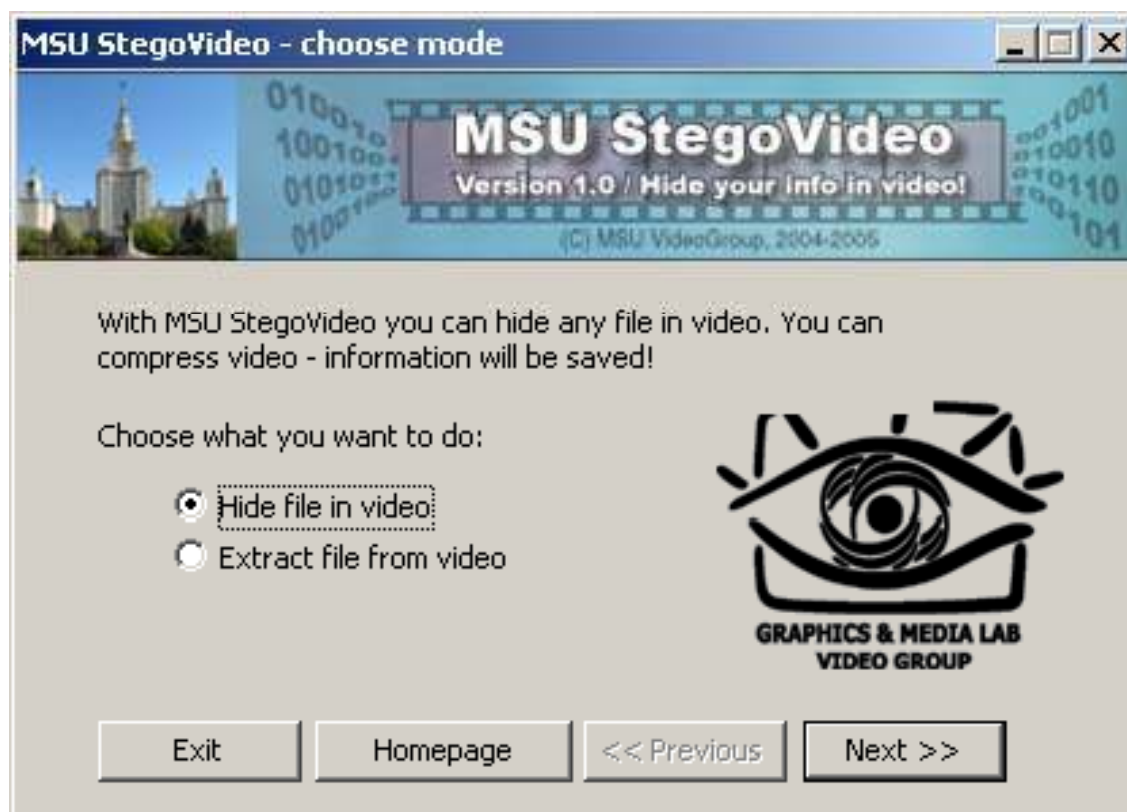 MSU StegoVideo - choose mode
MSU StegoVideo
Version 1.0 / Hide your info in video!
(C) MSU VideoGroup, 2004-2005
With MSU StegoVideo you can hide any file in video. You can
compress video - information will be saved!
Choose what you want to do:
Hide file in video
Extract file from video
GRAPHICS & MEDIA LAB
VIDEO GROUP
Exit
Homepage
<< Previous
Next >>